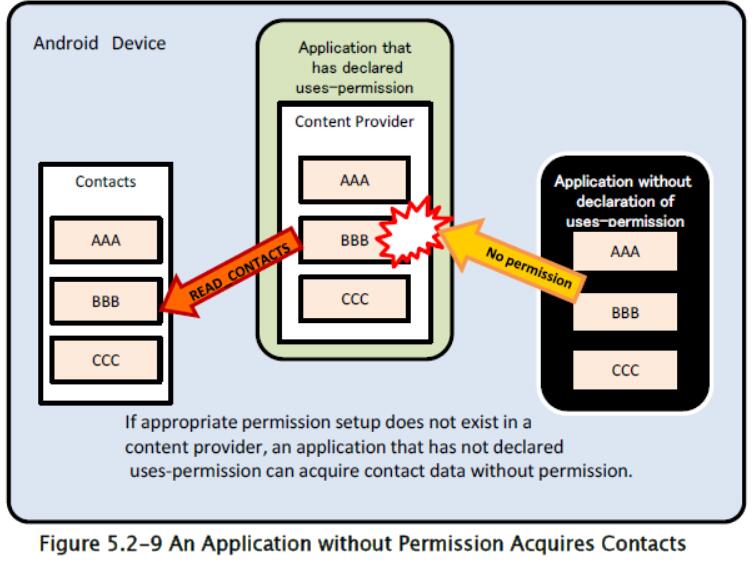 Android Device
Application that
has declared
uses-permission
Content Provider
AAA
BBB
CCC
Contacts
AAA
BBB
CCC
READ_CONTACTS
No permission
Application without
declaration of
uses-permission
AAA
BBB
CCC
If appropriate permission setup does not exist in a
content provider, an application that has not declared
uses-permission can acquire contact data without permission.
Figure 5.2-9 An Application without Permission Acquires Contacts